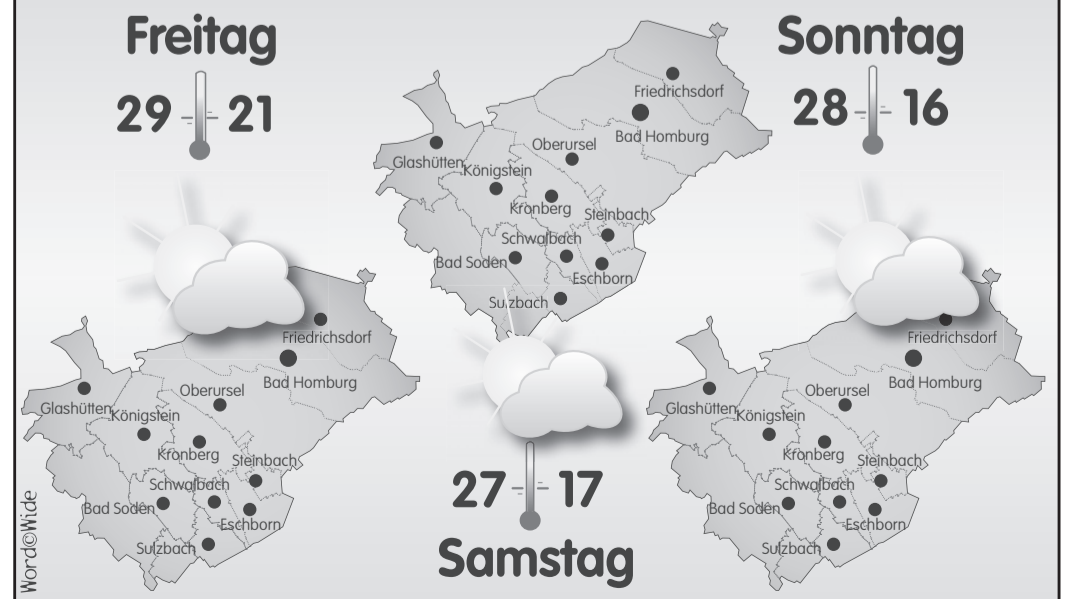 Freitag
29 21
Friedrichsdorf
Bad Homburg
Oberursel
Glashütten
Königstein
Kronberg
Steinbach
Schwalbach
Bad Soden
Eschborn
Sulzbach
Friedrichsdorf
Bad Homburg
Oberursel
Glashütten
Königstein
Kronberg
Steinbach
Schwalbach
Bad Soden
Eschborn
Sulzbach
27 17
Samstag
Sonntag
28 16
Friedrichsdorf
Bad Homburg
Oberursel
Glashütten
Königstein
Kronberg
Steinbach
Schwalbach
Bad Soden
Eschborn
Sulzbach
Word©Wide